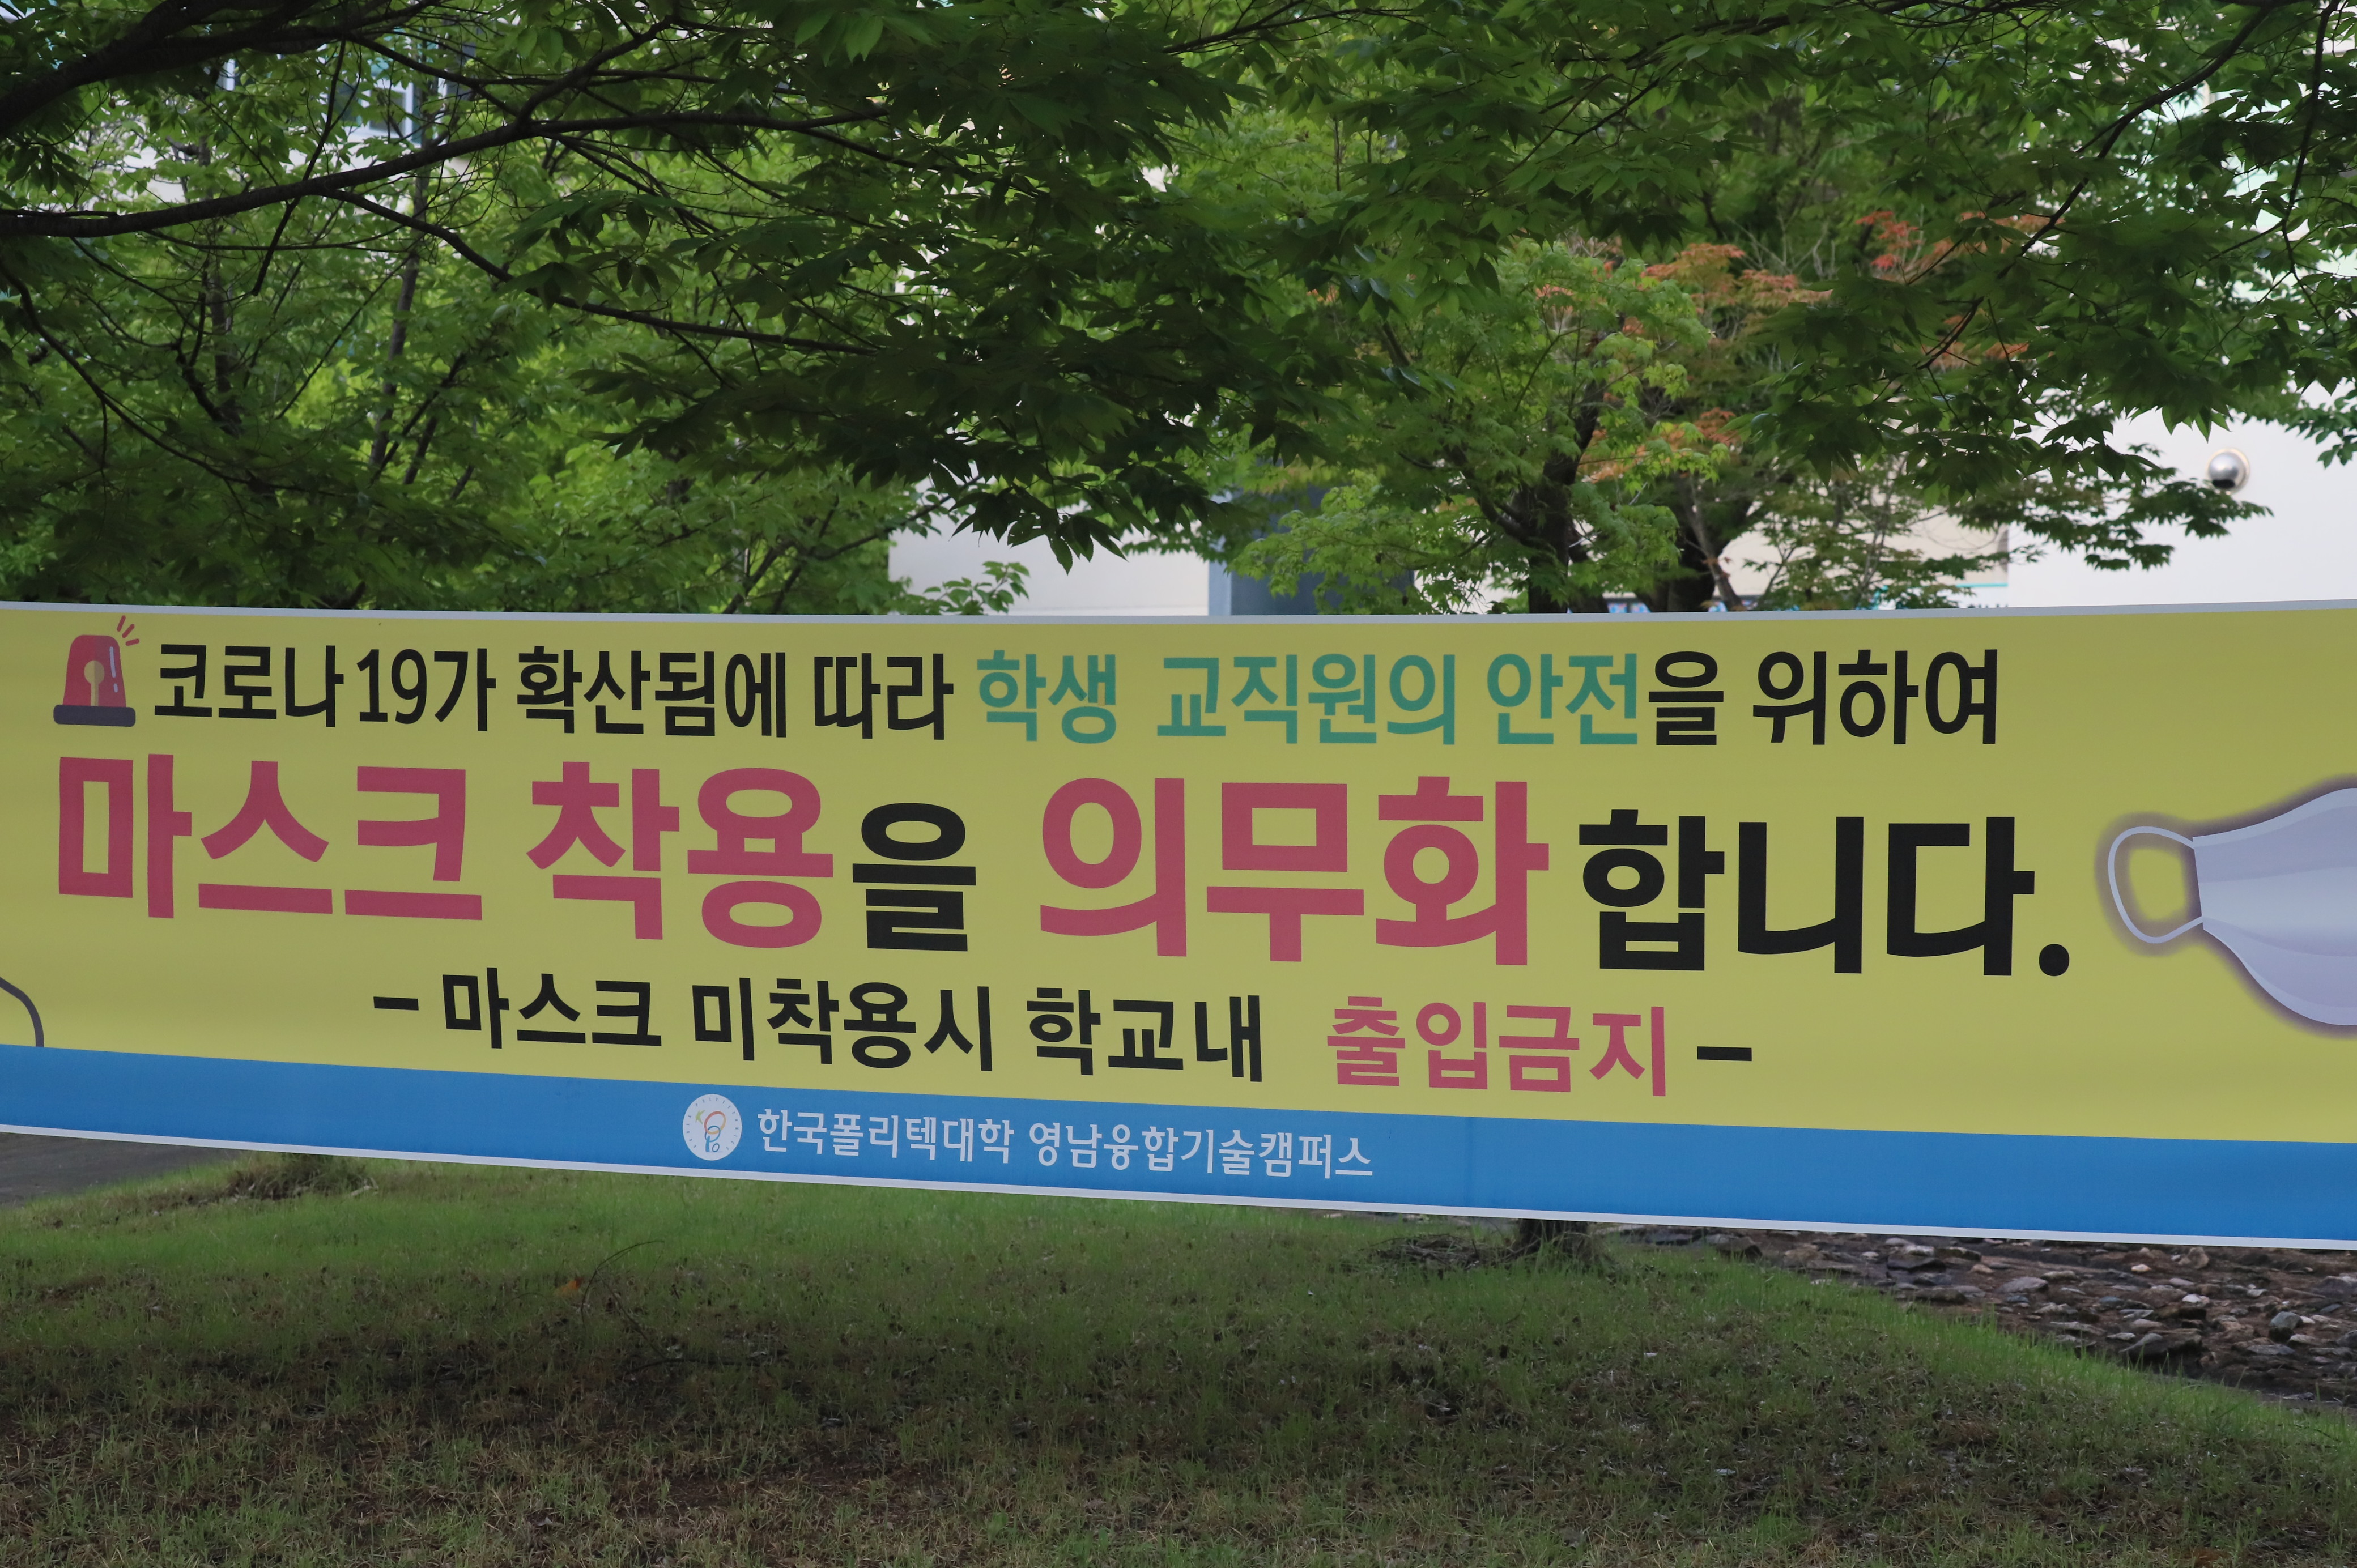 코로나19가 확산됨에 따라 학생 교직원의 안전을 위하여
마스크 착용을 의무화 합니다.
- 마스크 미착용시 학교내 출입금지 -
한국폴리텍대학 영남융합기술캠퍼스